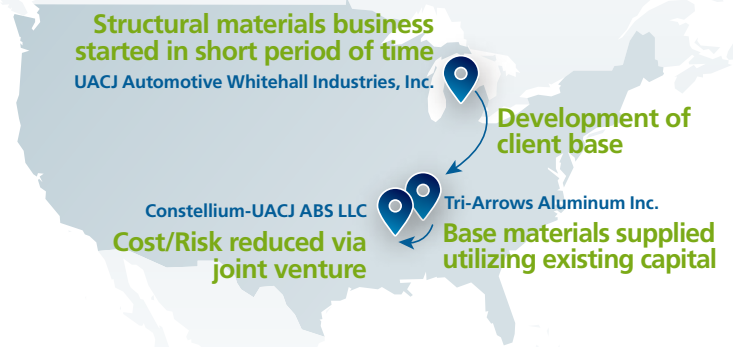 Structural materials business
started in short period of time
UACJ Automotive Whitehall Industries, Inc.
Development of
client base
Constellium-UACJ ABS LLC
Cost/Risk reduced via
joint venture
Tri-Arrows Aluminum Inc.
Base materials supplied
utilizing existing capital